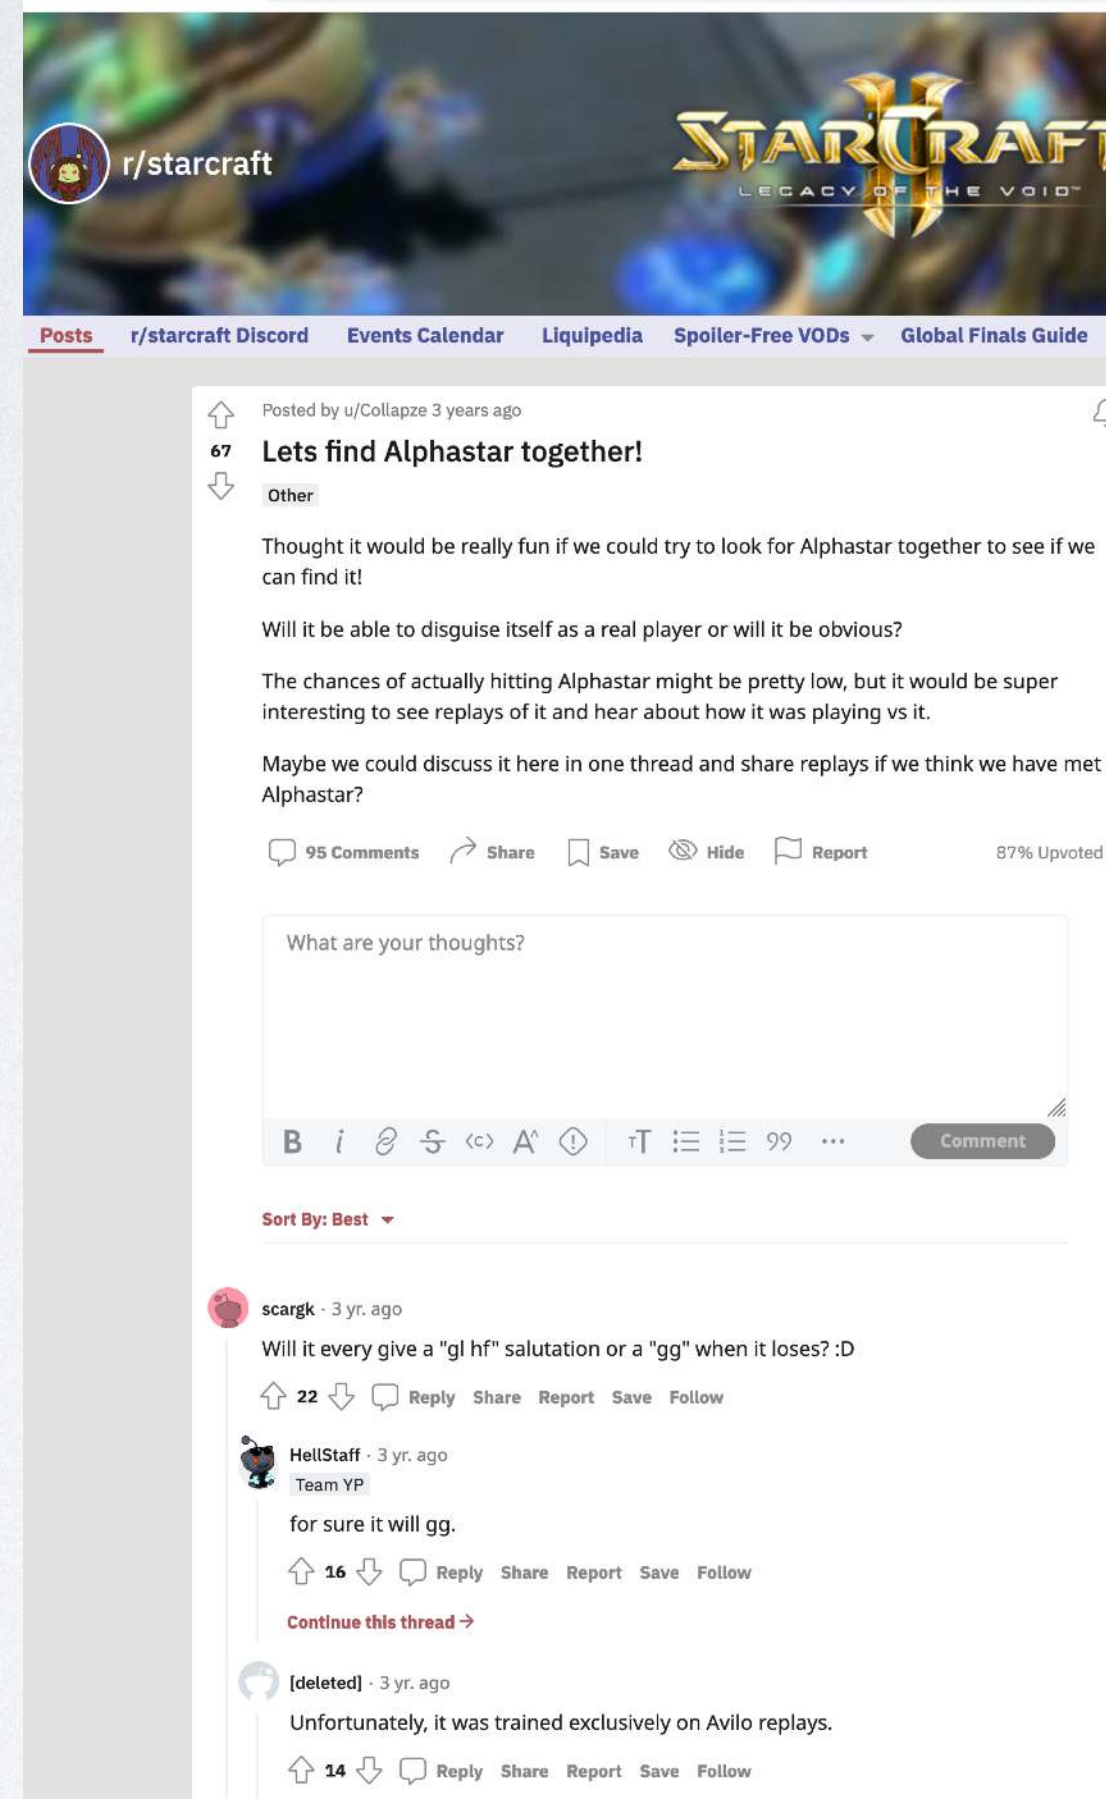 r/starcraft
STARCRAFT
II
LEGACY OF THE VOID™
Posts r/starcraft Discord Events Calendar Liquipedia Spoiler-Free VODs Global Finals Guide
Posted by u/Collapze 3 years ago
67
Lets find Alphastar together!
Other
Thought it would be really fun if we could try to look for Alphastar together to see if we
can find it!
Will it be able to disguise itself as a real player or will it be obvious?
The chances of actually hitting Alphastar might be pretty low, but it would be super
interesting to see replays of it and hear about how it was playing vs it.
Maybe we could discuss it here in one thread and share replays if we think we have met
Alphastar?
95 Comments Share Save Hide Report 87% Upvoted
What are your thoughts?
B i S <c> A^ TT 99 ... Comment
Sort By: Best
scargk · 3 yr. ago
Will it every give a "gl hf" salutation or a "gg" when it loses? :D
22 Reply Share Report Save Follow
HellStaff · 3 yr. ago
Team YP
for sure it will gg.
16 Reply Share Report Save Follow
Continue this thread →
[deleted] · 3 yr. ago
Unfortunately, it was trained exclusively on Avilo replays.
14 Reply Share Report Save Follow